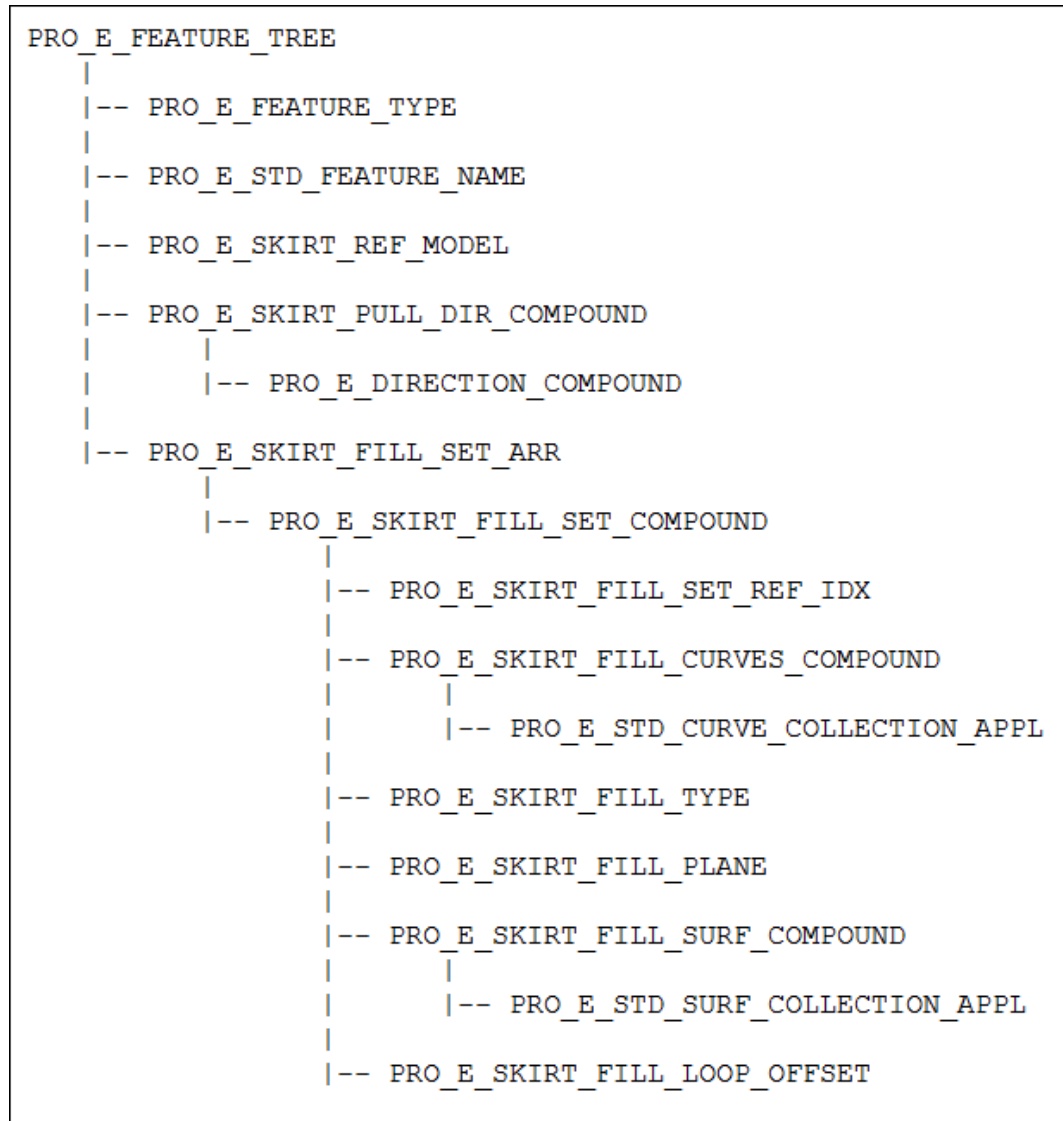 PRO_E_FEATURE_TREE
|
|-- PRO_E_FEATURE_TYPE
|
|-- PRO_E_STD_FEATURE_NAME
|
|-- PRO_E_SKIRT_REF_MODEL
|
|-- PRO_E_SKIRT_PULL_DIR_COMPOUND
|       |
|       |-- PRO_E_DIRECTION_COMPOUND
|
|-- PRO_E_SKIRT_FILL_SET_ARR
        |
        |-- PRO_E_SKIRT_FILL_SET_COMPOUND
                |
                |-- PRO_E_SKIRT_FILL_SET_REF_IDX
                |
                |-- PRO_E_SKIRT_FILL_CURVES_COMPOUND
                |       |
                |       |-- PRO_E_STD_CURVE_COLLECTION_APPL
                |
                |-- PRO_E_SKIRT_FILL_TYPE
                |
                |-- PRO_E_SKIRT_FILL_PLANE
                |
                |-- PRO_E_SKIRT_FILL_SURF_COMPOUND
                |       |
                |       |-- PRO_E_STD_SURF_COLLECTION_APPL
                |
                |-- PRO_E_SKIRT_FILL_LOOP_OFFSET